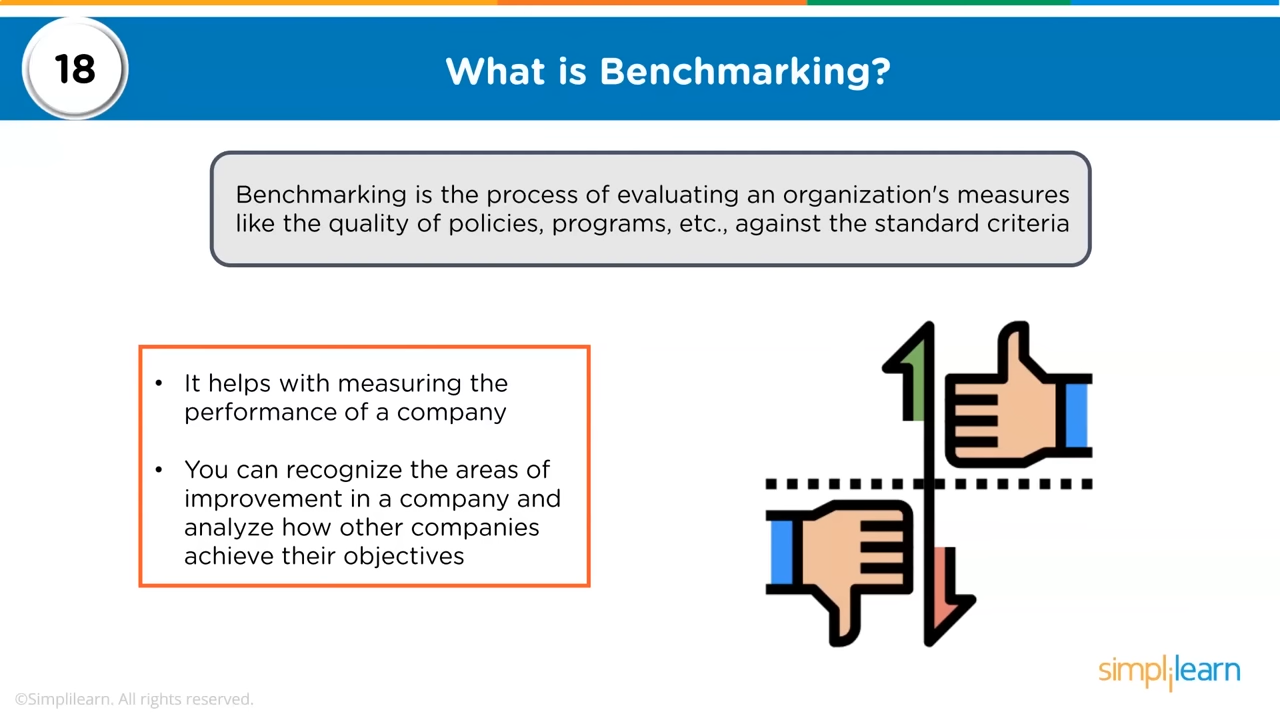 18
What is Benchmarking?
Benchmarking is the process of evaluating an organization's measures
like the quality of policies, programs, etc., against the standard criteria
• It helps with measuring the
performance of a company
• You can recognize the areas of
improvement in a company and
analyze how other companies
achieve their objectives
simplilearn
©Simplilearn. All rights reserved.